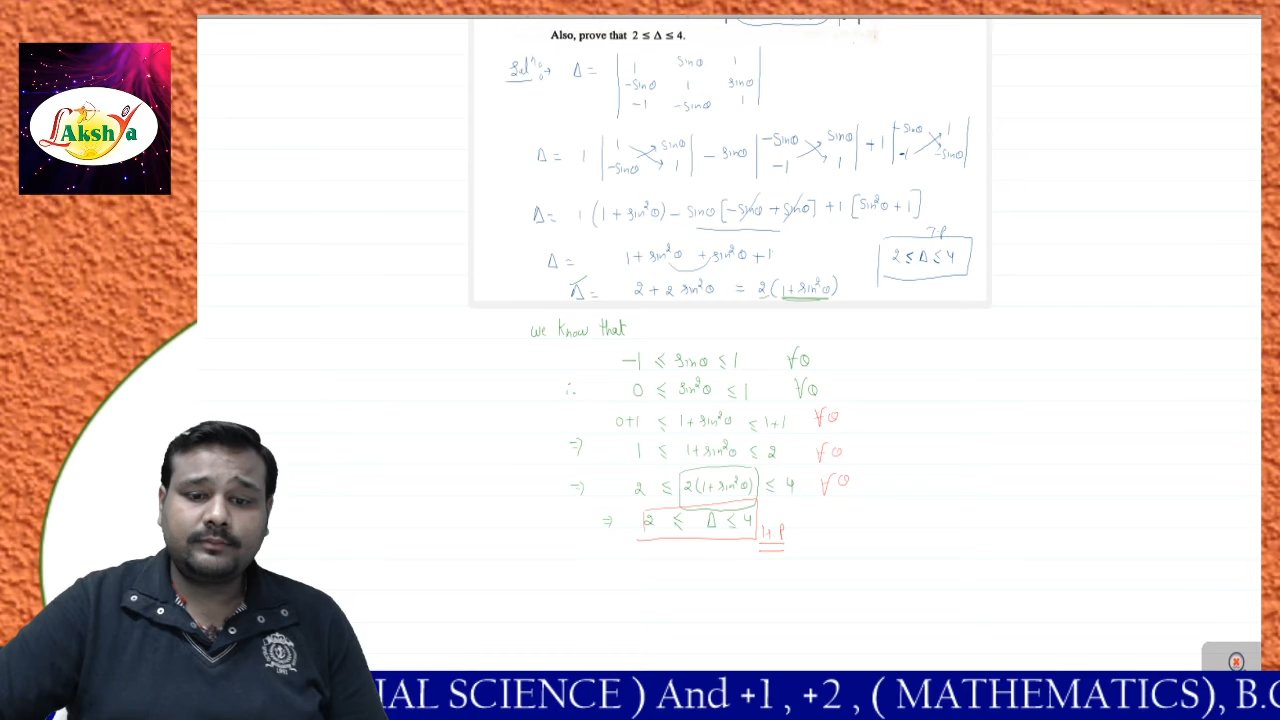 Also, prove that 2 ≤ Δ ≤ 4.
LAkshya
Solⁿ Δ = | 1 sinθ 1 |
| -sinθ 1 sinθ |
| -1 -sinθ 1 |
Δ = 1 | 1 sinθ | - sinθ | -sinθ sinθ | + 1 | -sinθ 1 |
| -sinθ 1 | | -1 1 | | -1 -sinθ |
Δ = 1 (1 + sin²θ) - sinθ [-sinθ + sinθ] + 1 [sin²θ + 1]
Δ = 1 + sin²θ + sin²θ + 1
T.P
2 ≤ Δ ≤ 4
Δ = 2 + 2 sin²θ = 2 (1 + sin²θ)
we know that
-1 ≤ sinθ ≤ 1 ∀θ
∴ 0 ≤ sin²θ ≤ 1 ∀θ
0+1 ≤ 1 + sin²θ ≤ 1+1 ∀θ
⇒ 1 ≤ 1 + sin²θ ≤ 2 ∀θ
⇒ 2 ≤ 2(1 + sin²θ) ≤ 4 ∀θ
⇒ 2 ≤ Δ ≤ 4
H.P
IAL SCIENCE ) And +1 , +2 , ( MATHEMATICS), B.C